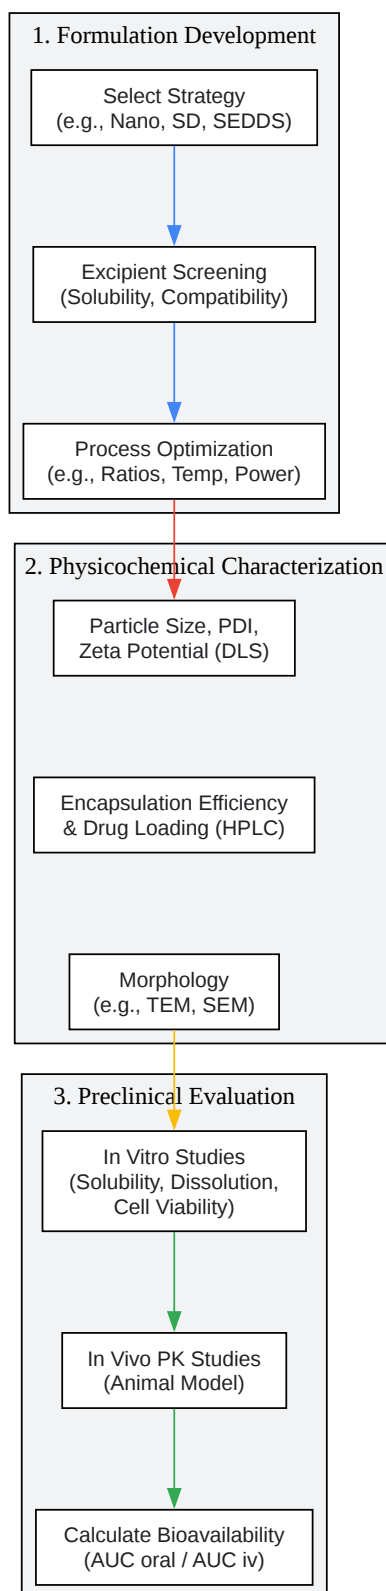 1. Formulation Development
Select Strategy
(e.g., Nano, SD, SEDDS)
Excipient Screening
(Solubility, Compatibility)
Process Optimization
(e.g., Ratios, Temp, Power)
2. Physicochemical Characterization
Particle Size, PDI,
Zeta Potential (DLS)
Encapsulation Efficiency
& Drug Loading (HPLC)
Morphology
(e.g., TEM, SEM)
3. Preclinical Evaluation
In Vitro Studies
(Solubility, Dissolution,
Cell Viability)
In Vivo PK Studies
(Animal Model)
Calculate Bioavailability
(AUC oral / AUC iv)